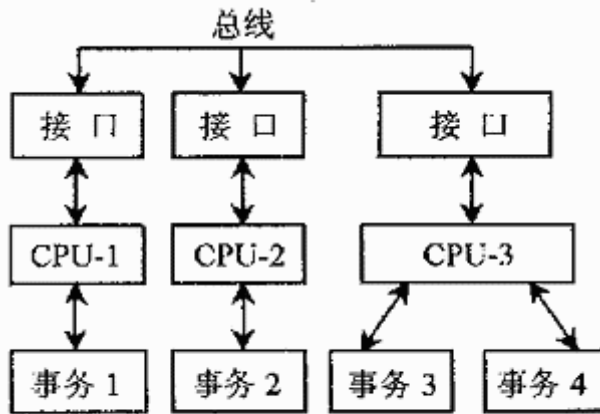 总线
接 口
接 口
接 口
CPU-1
CPU-2
CPU-3
事务 1
事务 2
事务 3
事务 4